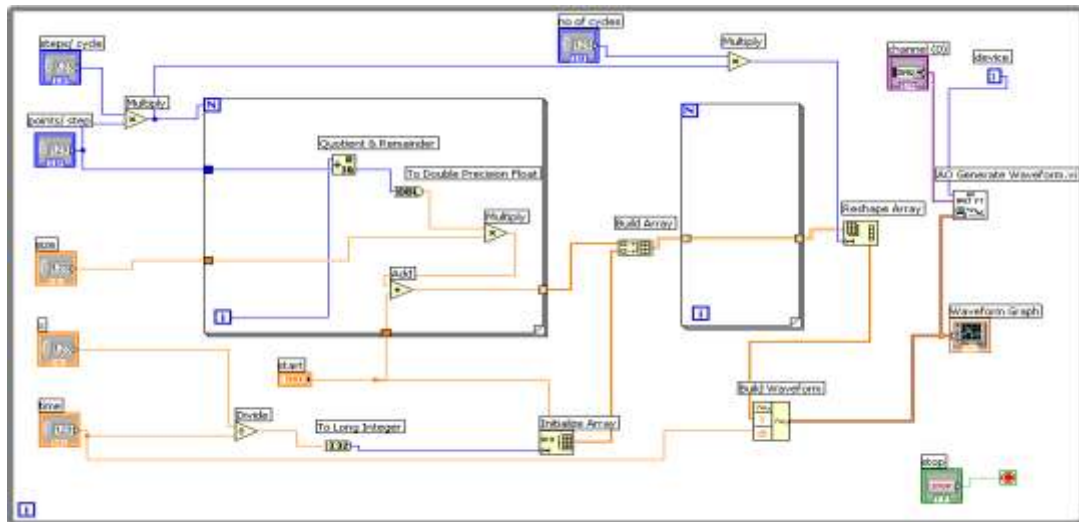 steps/ cycle
no of cycles
Multiply
channel (0)
device
Multiply
N
N
points/ step
Quotient & Remainder
To Double Precision Float
AO Generate Waveform.vi
Multiply
Build Array
Reshape Array
Add
i
i
Waveform Graph
start
Build Waveform
time
Divide
To Long Integer
Initialize Array
stop
STOP
i